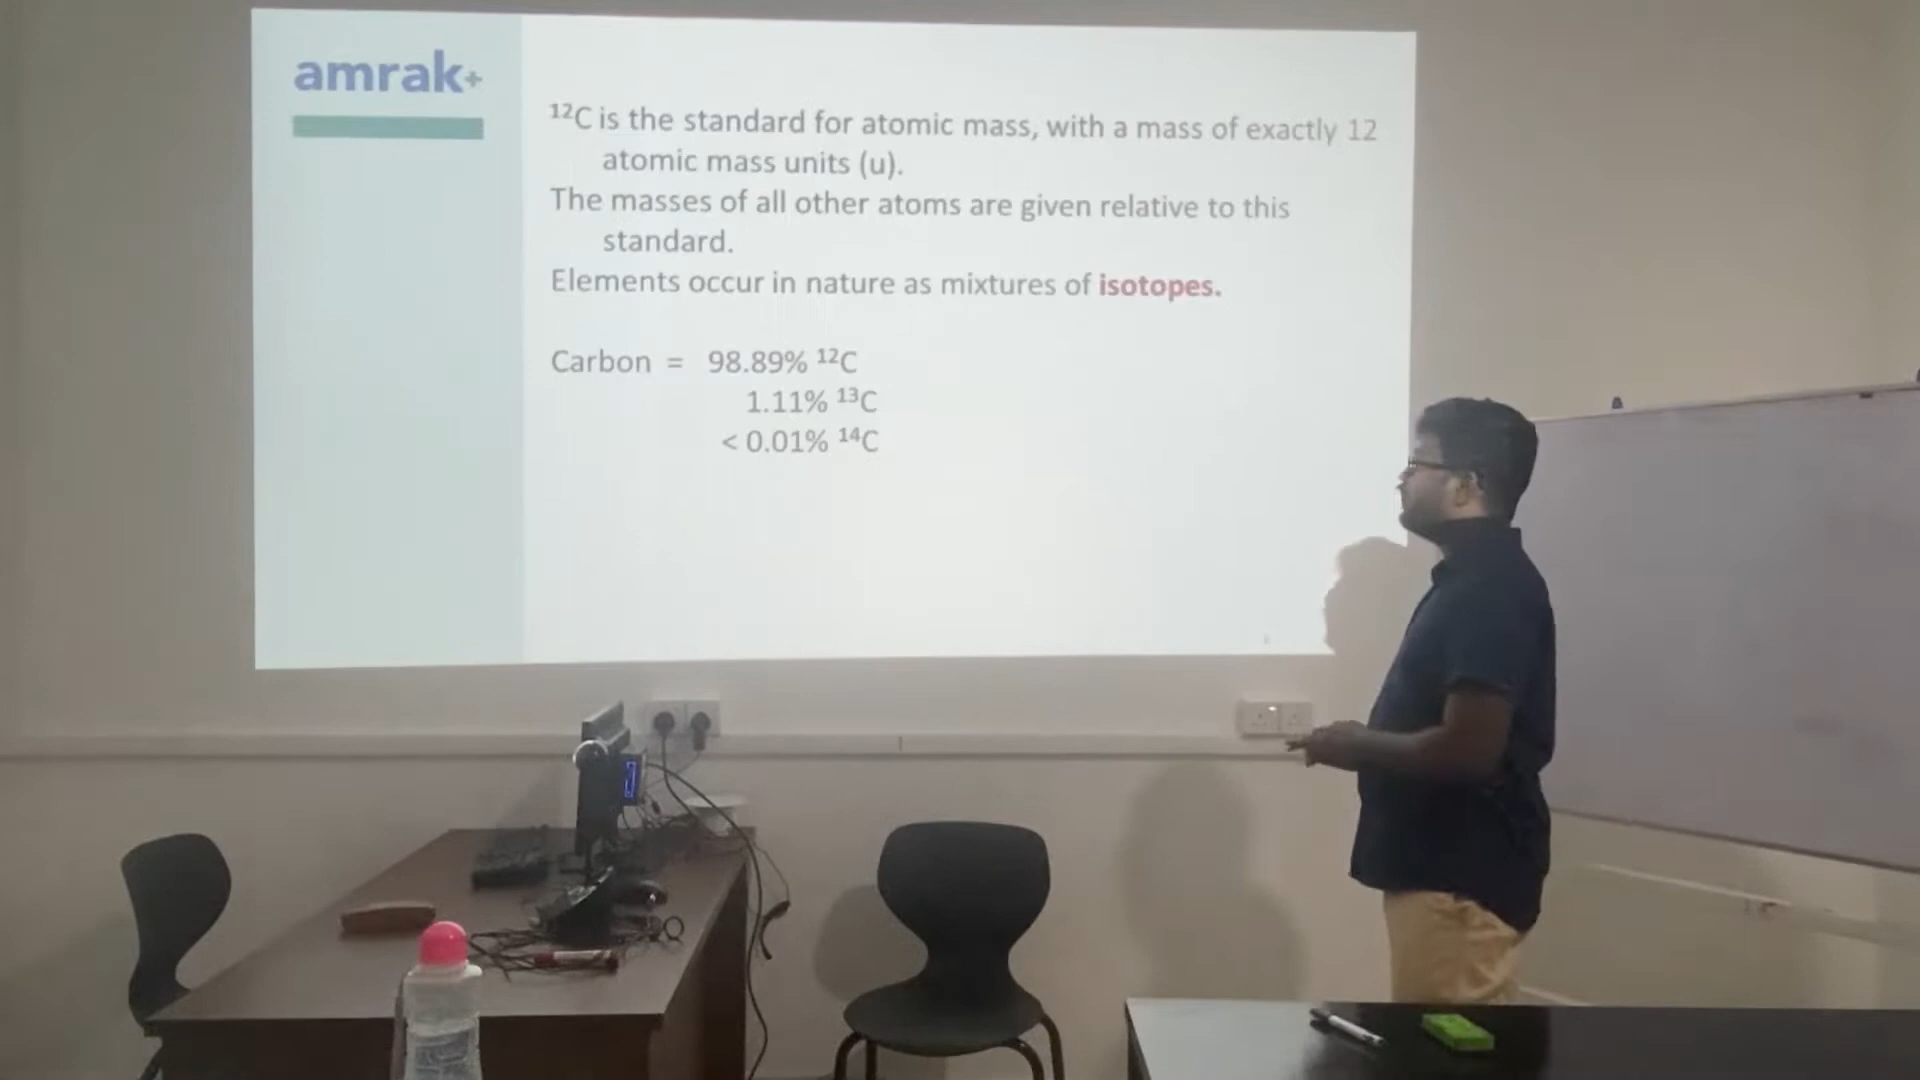 amrak+
¹²C is the standard for atomic mass, with a mass of exactly 12
atomic mass units (u).
The masses of all other atoms are given relative to this
standard.
Elements occur in nature as mixtures of isotopes.
Carbon = 98.89% ¹²C
1.11% ¹³C
< 0.01% ¹⁴C